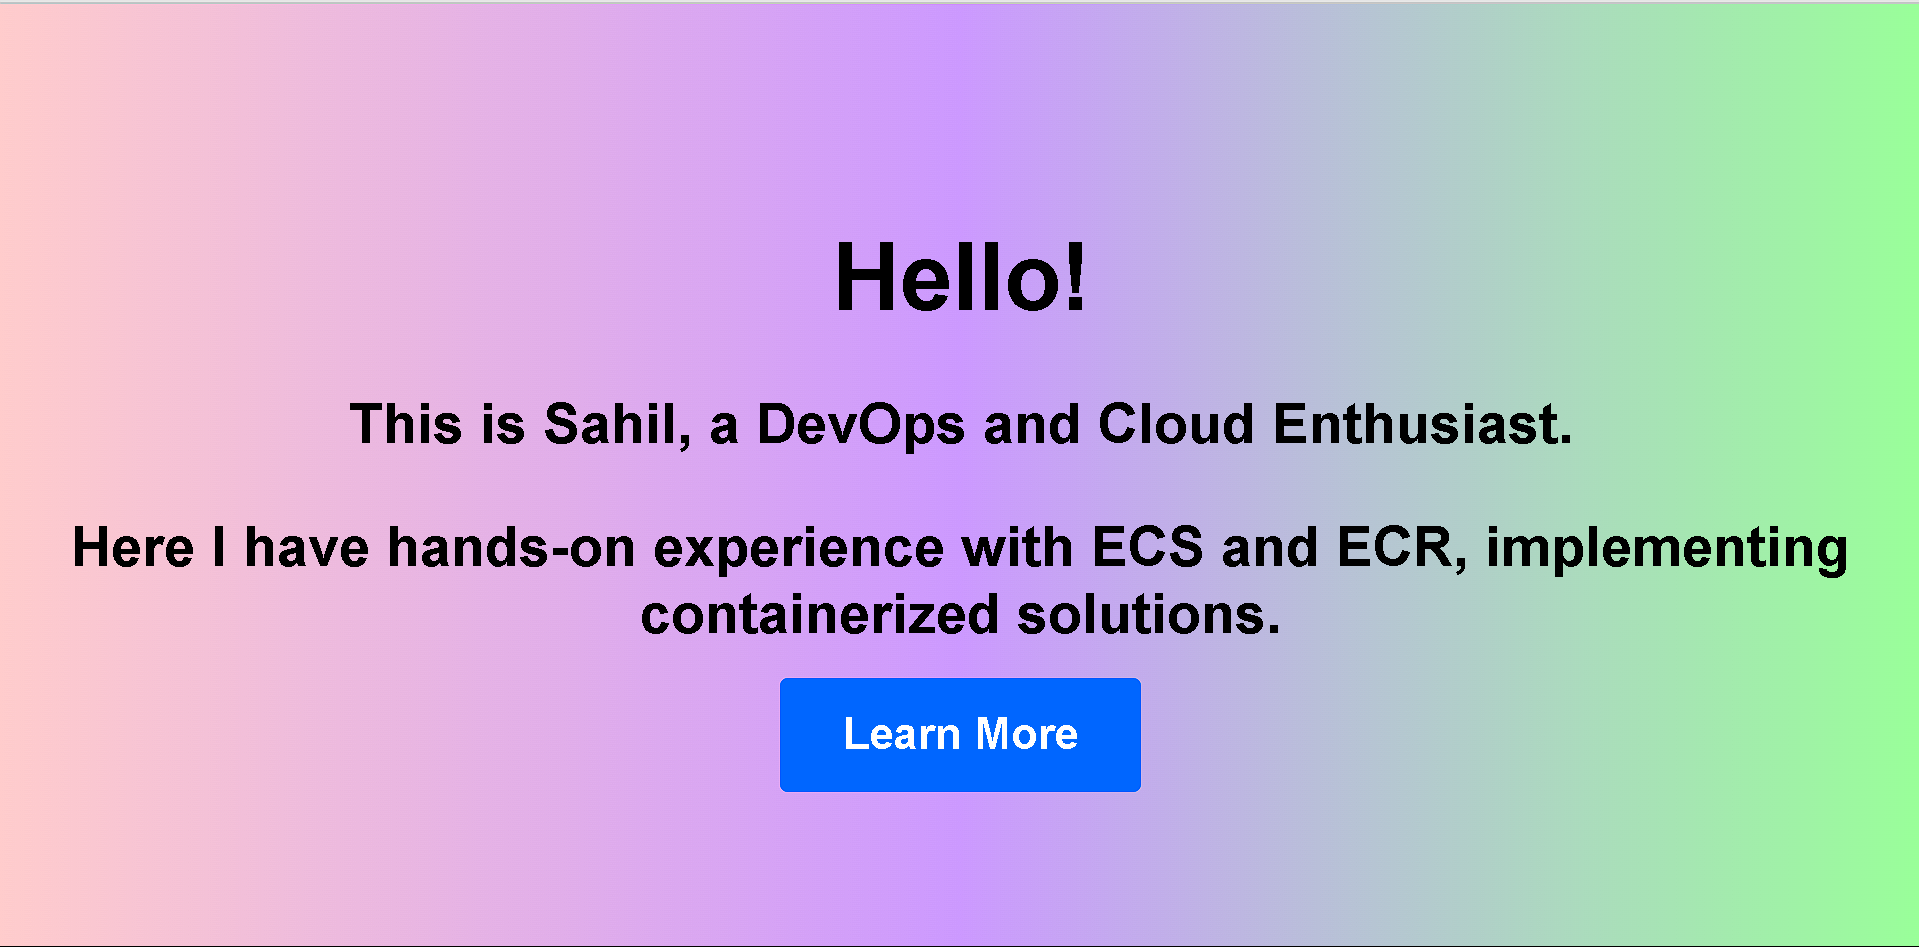 Hello!
This is Sahil, a DevOps and Cloud Enthusiast.
Here I have hands-on experience with ECS and ECR, implementing
containerized solutions.
Learn More